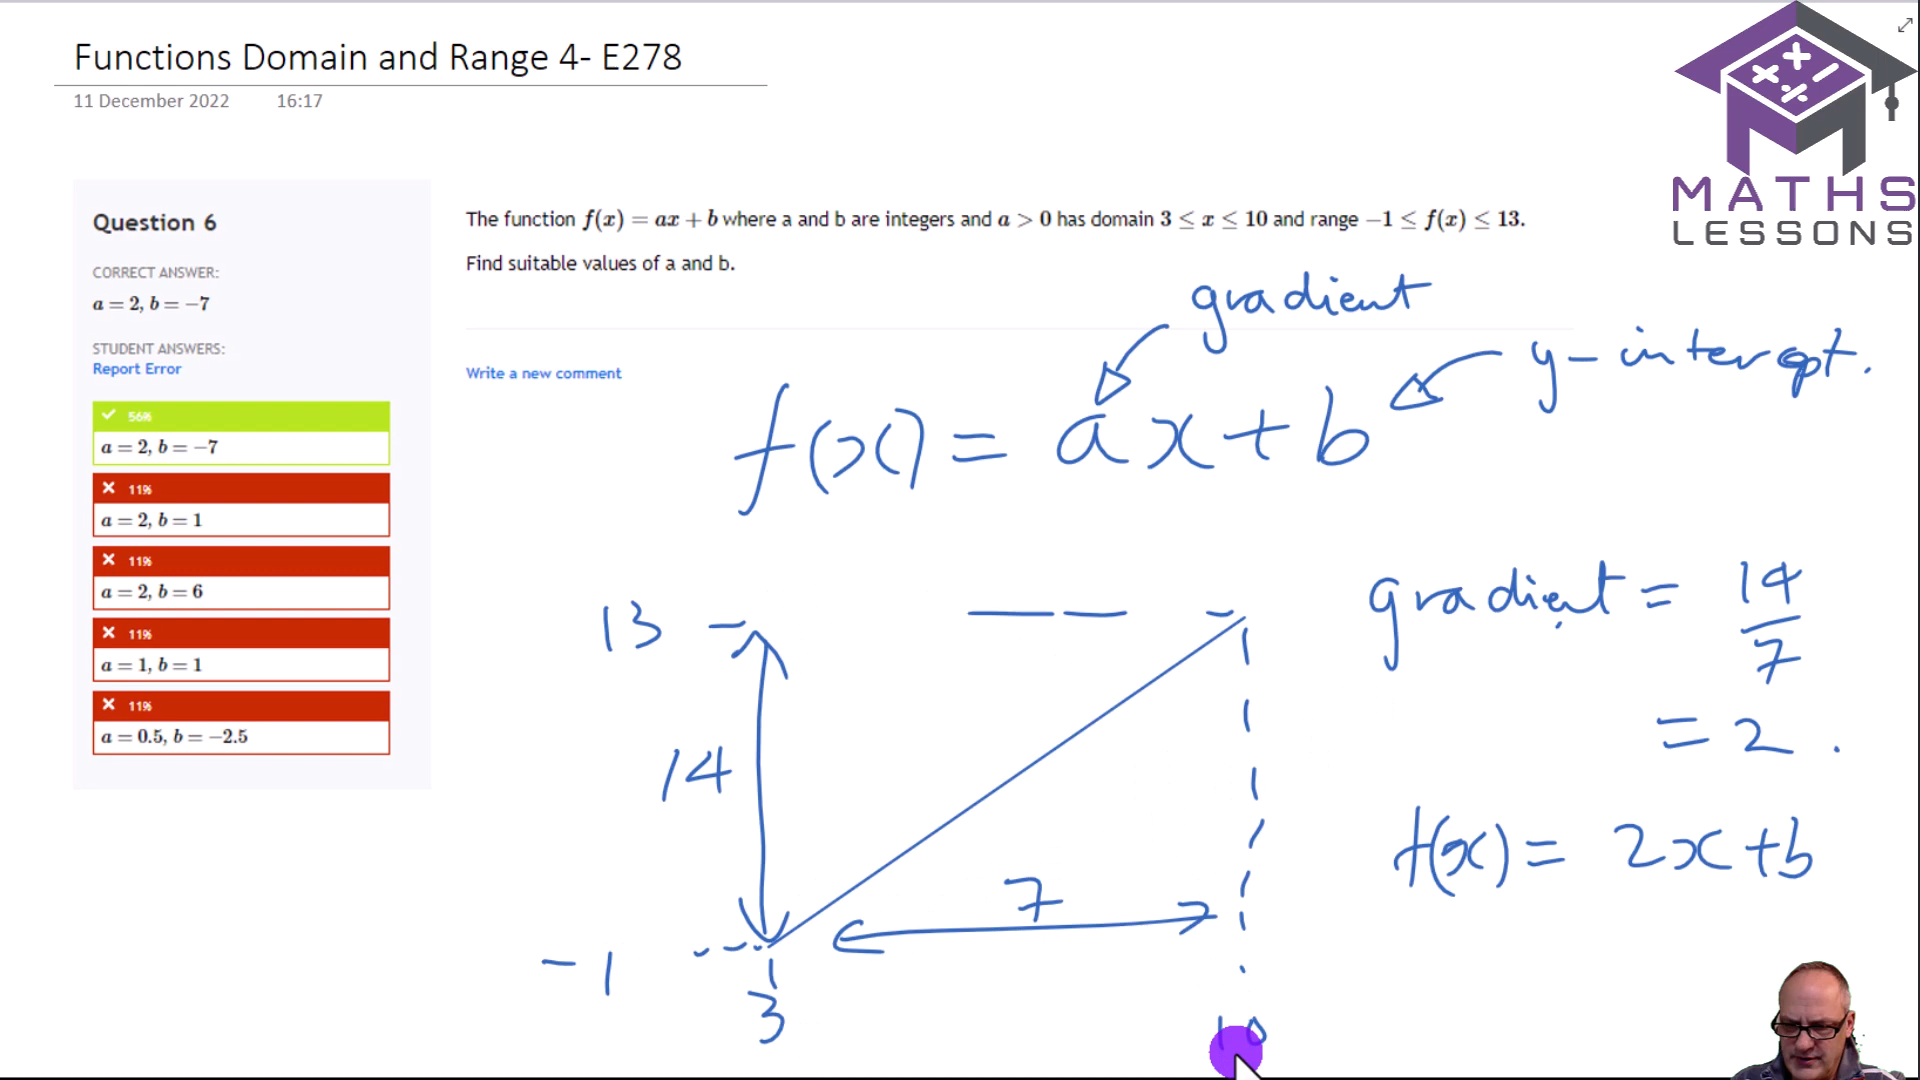 Functions Domain and Range 4- E278
11 December 2022 16:17
MATHS
LESSONS
Question 6
CORRECT ANSWER:
a = 2, b = −7
STUDENT ANSWERS:
Report Error
56%
a = 2, b = −7
11%
a = 2, b = 1
11%
a = 2, b = 6
11%
a = 1, b = 1
11%
a = 0.5, b = −2.5
The function f(x) = ax + b where a and b are integers and a > 0 has domain 3 ≤ x ≤ 10 and range −1 ≤ f(x) ≤ 13.
Find suitable values of a and b.
Write a new comment
gradient
y-intercept.
f(x) = ax + b
13
14
-1
3
7
10
gradient = 14/7
= 2.
f(x) = 2x + b